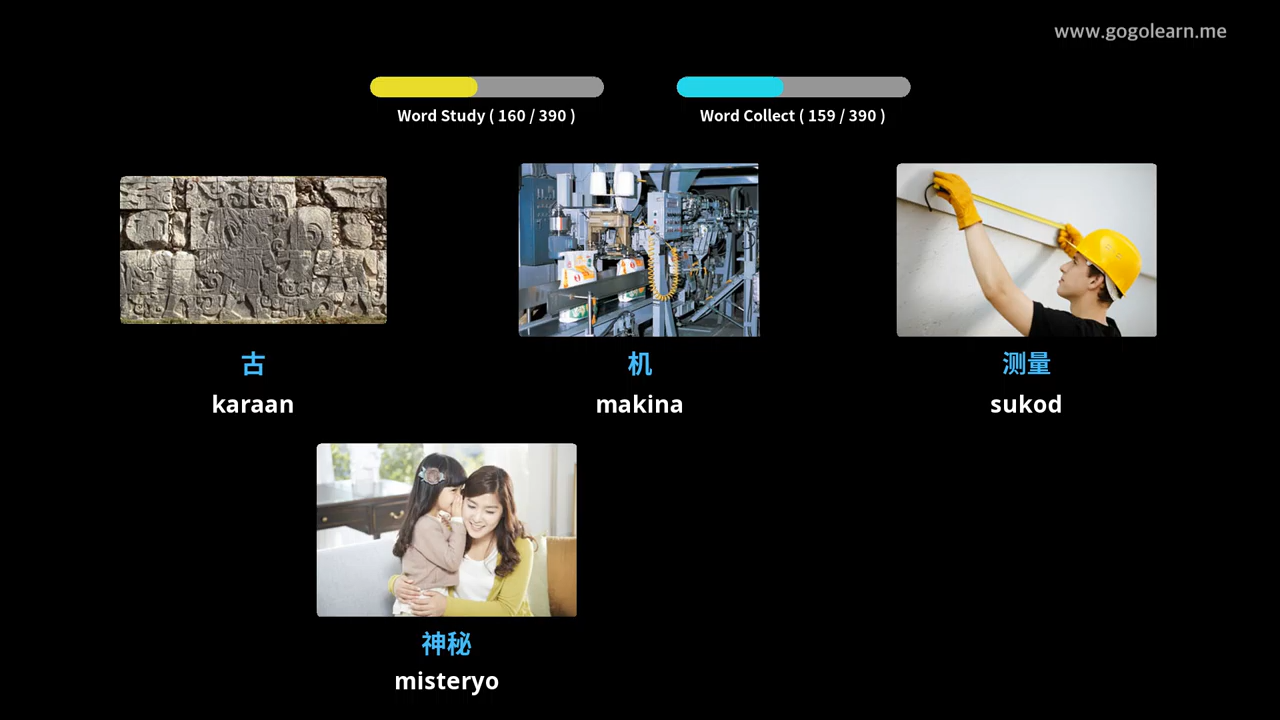 www.gogolearn.me
Word Study ( 160 / 390 )
Word Collect ( 159 / 390 )
古
karaan
机
makina
测量
sukod
神秘
misteryo